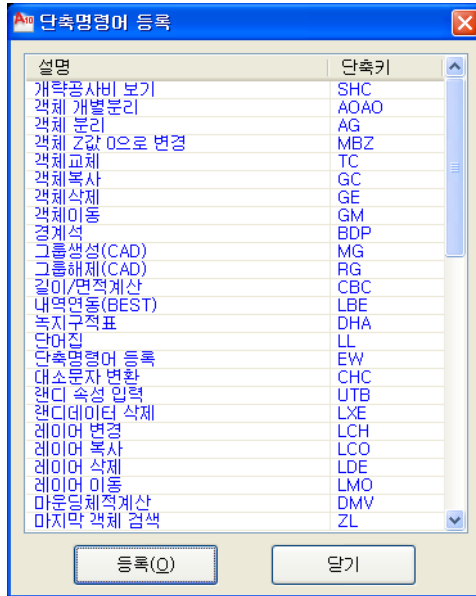 A10 단축명령어 등록
설명 단축키
개략공사비 보기 SHC
객체 개별분리 AOAO
객체 분리 AG
객체 Z값 0으로 변경 MBZ
객체교체 TC
객체복사 GC
객체삭제 GE
객체이동 GM
경계석 BDP
그룹생성(CAD) MG
그룹해제(CAD) RG
길이/면적계산 CBC
내역연동(BEST) LBE
녹지구적표 DHA
단어집 LL
단축명령어 등록 EW
대소문자 변환 CHC
랜디 속성 입력 UTB
랜디데이터 삭제 LXE
레이어 변경 LCH
레이어 복사 LCO
레이어 삭제 LDE
레이어 이동 LMO
마운딩체적계산 DMV
마지막 객체 검색 ZL
등록(O) 닫기